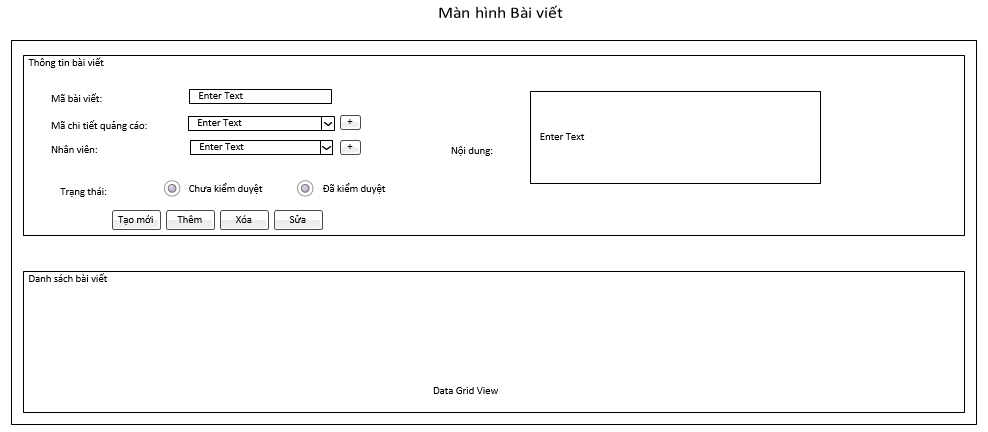 Màn hình Bài viết
Thông tin bài viết
Mã bài viết: Enter Text
Mã chi tiết quảng cáo: Enter Text +
Nhân viên: Enter Text +
Nội dung: Enter Text
Trạng thái: Chưa kiểm duyệt Đã kiểm duyệt
Tạo mới Thêm Xóa Sửa
Danh sách bài viết
Data Grid View